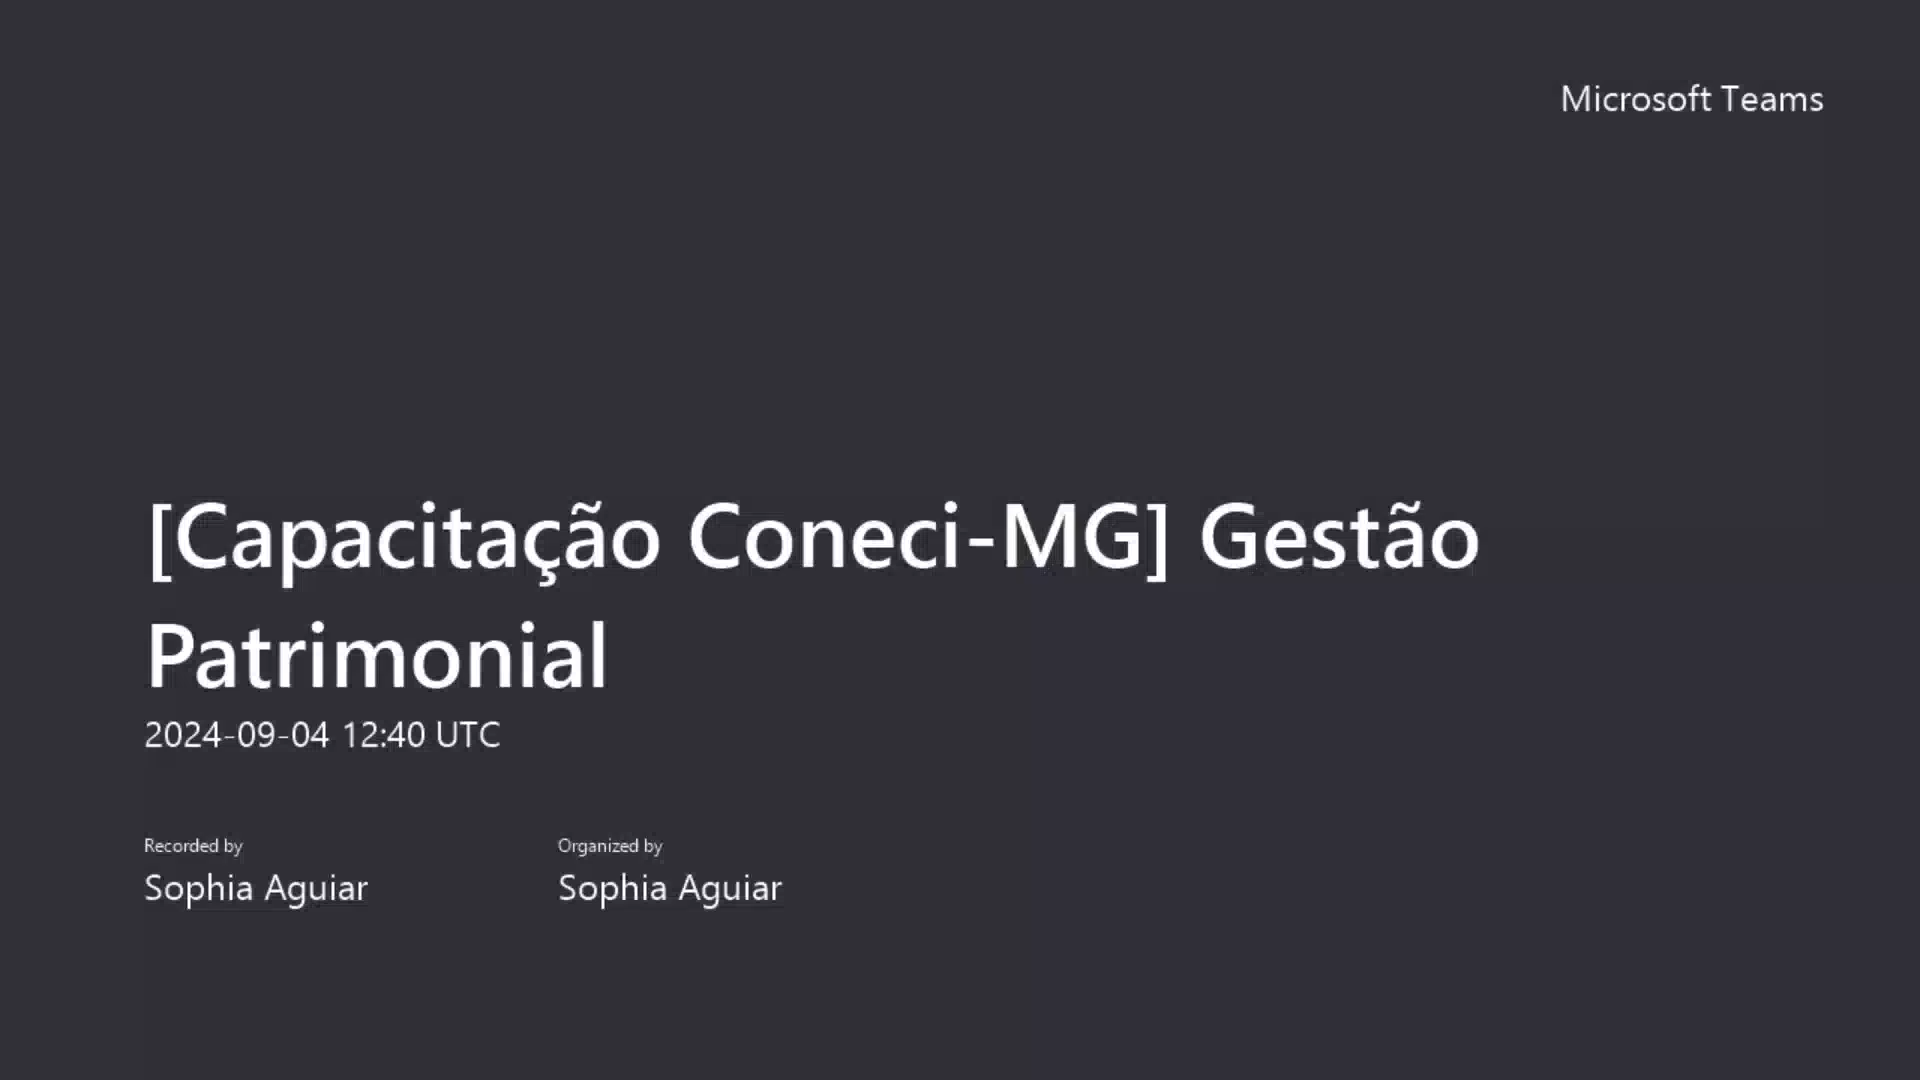 Microsoft Teams
[Capacitação Coneci-MG] Gestão
Patrimonial
2024-09-04 12:40 UTC
Recorded by
Sophia Aguiar
Organized by
Sophia Aguiar